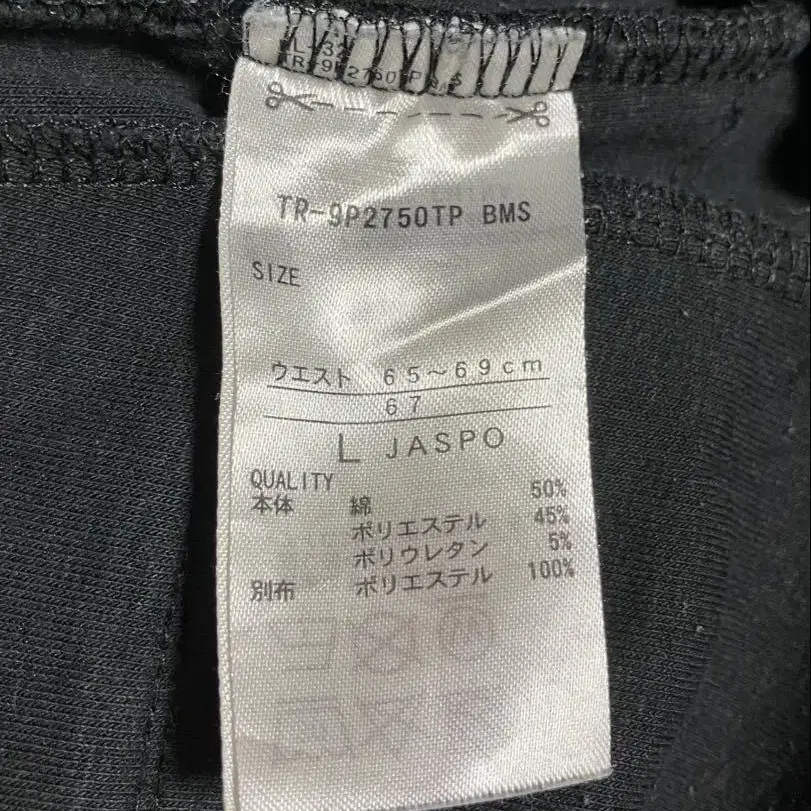 TR-9P2750TP BMS
SIZE
ウエスト 65～69cm
67
L JASPO
QUALITY
本体 綿 50%
ポリエステル 45%
ポリウレタン 5%
別布 ポリエステル 100%